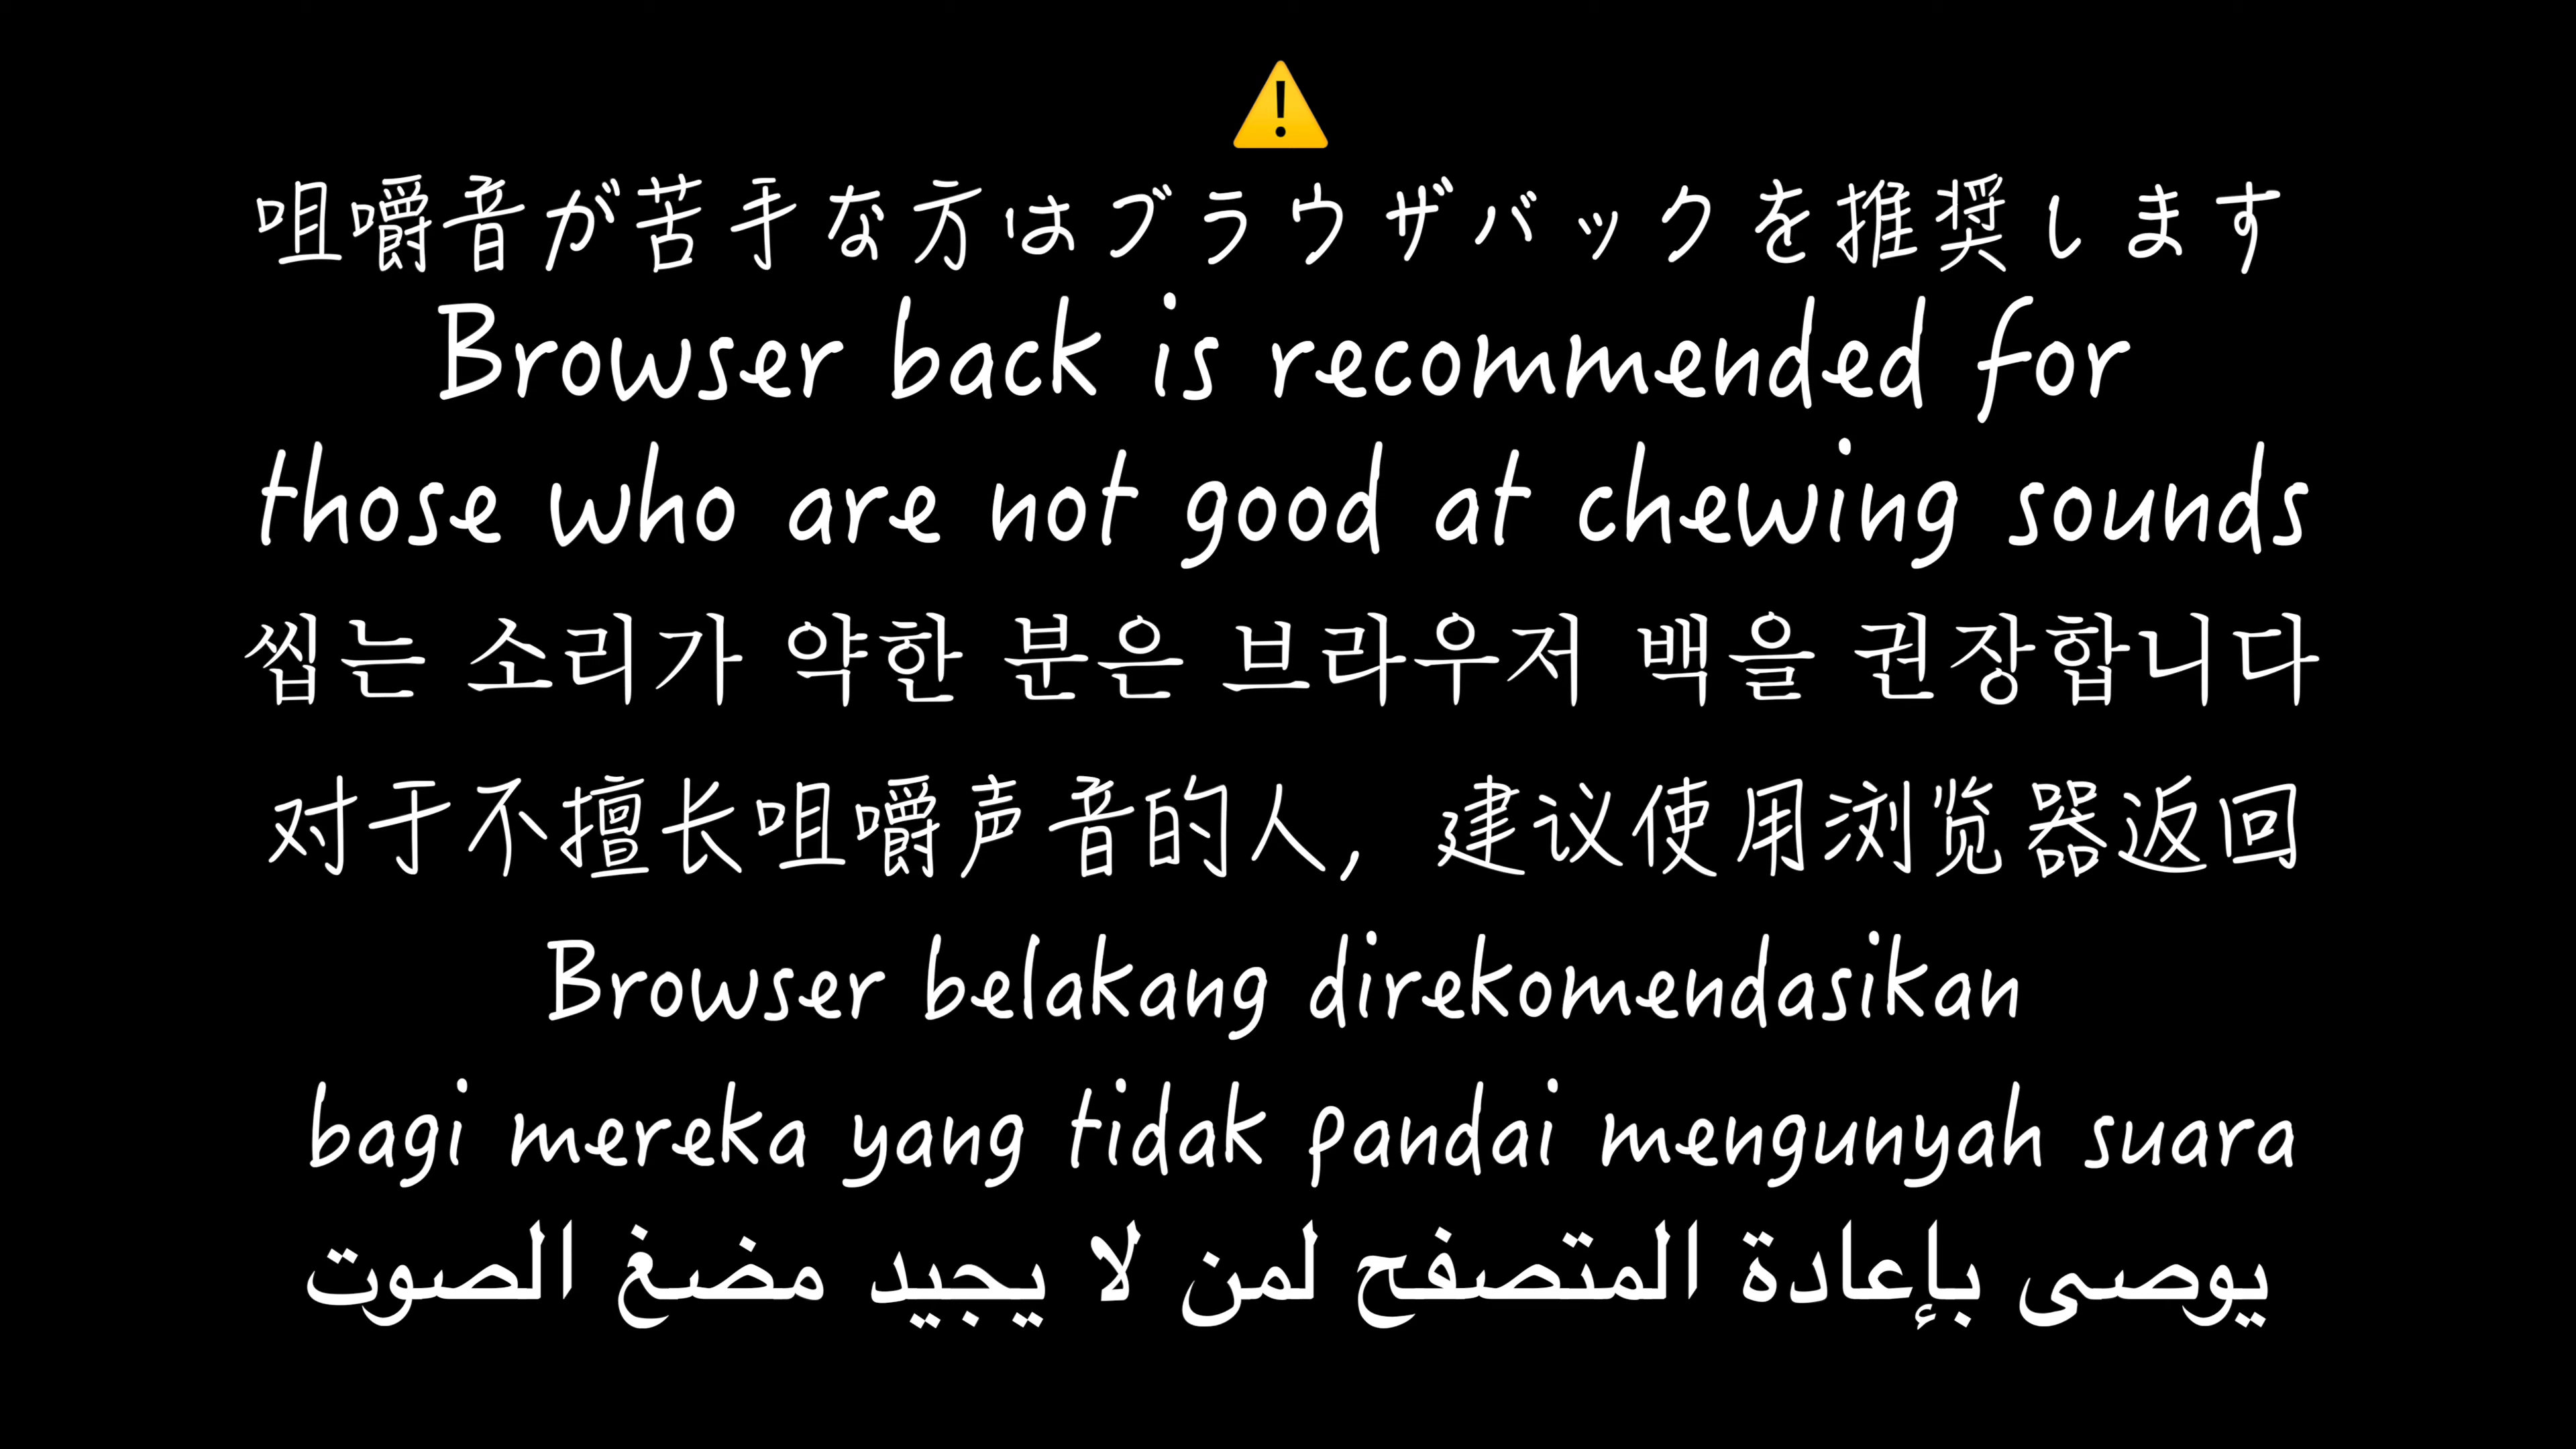 咀嚼音が苦手な方はブラウザバックを推奨します
Browser back is recommended for
those who are not good at chewing sounds
씹는 소리가 약한 분은 브라우저 백을 권장합니다
对于不擅长咀嚼声音的人，建议使用浏览器返回
Browser belakang direkomendasikan
bagi mereka yang tidak pandai mengunyah suara
يوصى بإعادة المتصفح لمن لا يجيد مضغ الصوت